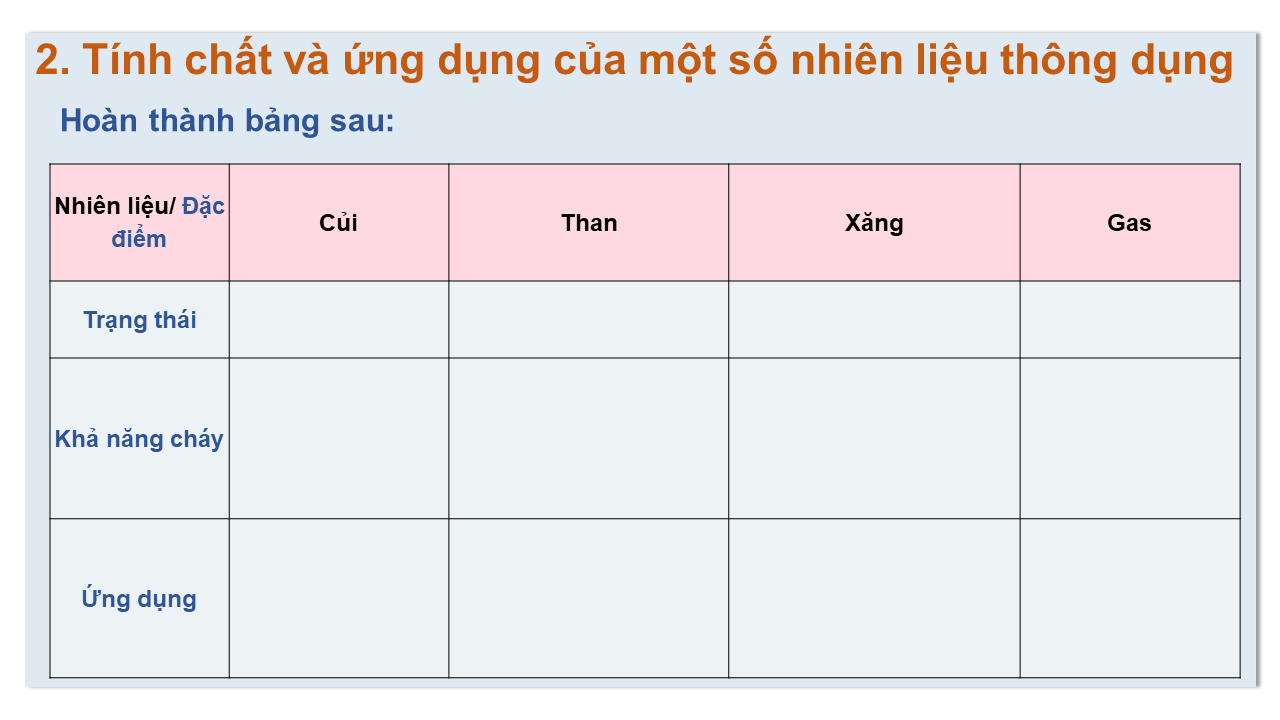 2. Tính chất và ứng dụng của một số nhiên liệu thông dụng
Hoàn thành bảng sau:
Nhiên liệu/ Đặc
điểm
Củi
Than
Xăng
Gas
Trạng thái
Khả năng cháy
Ứng dụng